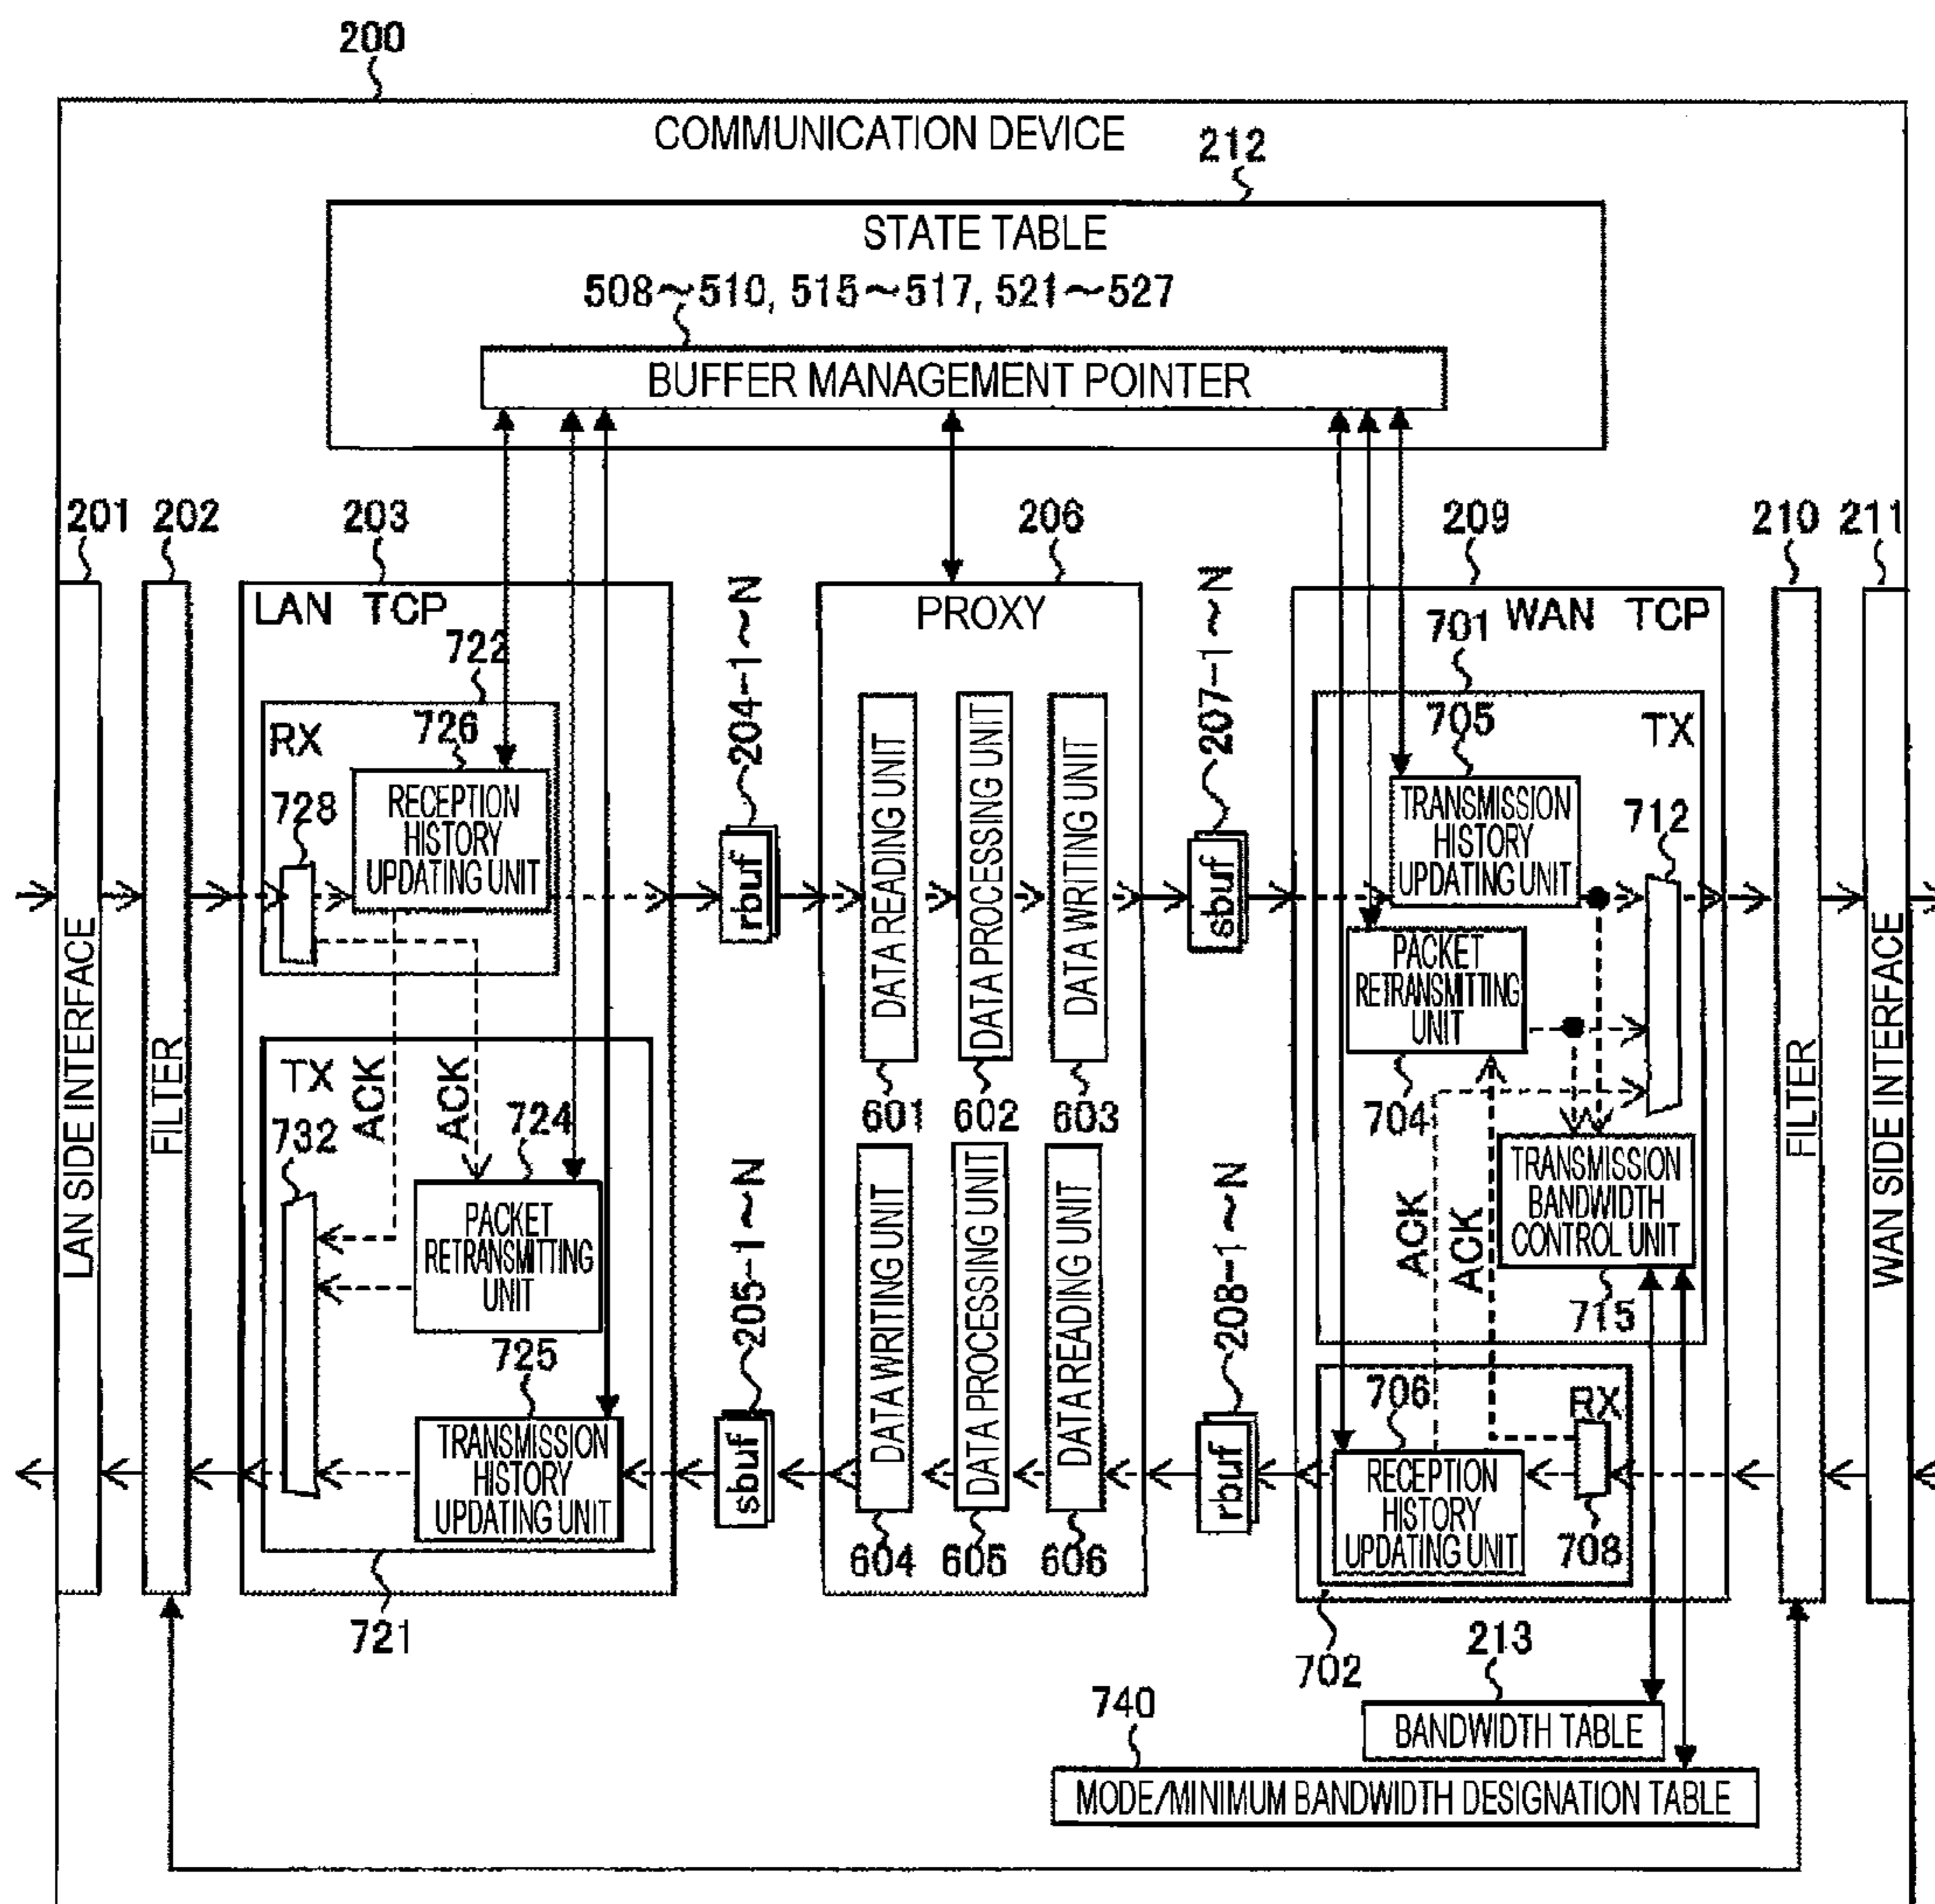 200
COMMUNICATION DEVICE
212
STATE TABLE
508~510, 515~517, 521~527
BUFFER MANAGEMENT POINTER
201
202
203
206
209
210
211
LAN SIDE INTERFACE
FILTER
LAN TCP
722
RX
726
728
RECEPTION
HISTORY
UPDATING UNIT
ACK
ACK
TX
732
724
PACKET
RETRANSMITTING
UNIT
725
TRANSMISSION
HISTORY
UPDATING UNIT
721
204-1~N
rbuf
205-1~N
sbuf
PROXY
DATA READING UNIT
DATA PROCESSING UNIT
DATA WRITING UNIT
601
602
603
DATA WRITING UNIT
DATA PROCESSING UNIT
DATA READING UNIT
604
605
606
207-1~N
sbuf
208-1~N
rbuf
WAN TCP
701
705
TX
TRANSMISSION
HISTORY
UPDATING UNIT
712
PACKET
RETRANSMITTING
UNIT
704
ACK
ACK
TRANSMISSION
BANDWIDTH
CONTROL UNIT
715
706
RX
RECEPTION
HISTORY
UPDATING UNIT
708
702
FILTER
WAN SIDE INTERFACE
213
BANDWIDTH TABLE
740
MODE/MINIMUM BANDWIDTH DESIGNATION TABLE